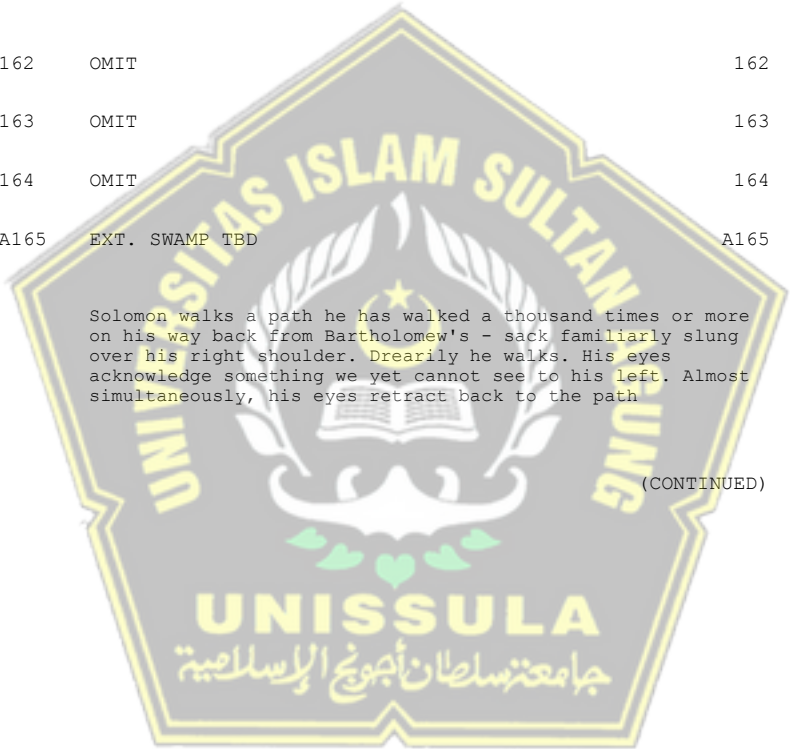 162 OMIT 162
163 OMIT 163
164 OMIT 164
A165 EXT. SWAMP TBD A165
Solomon walks a path he has walked a thousand times or more
on his way back from Bartholomew's - sack familiarly slung
over his right shoulder. Drearily he walks. His eyes
acknowledge something we yet cannot see to his left. Almost
simultaneously, his eyes retract back to the path
(CONTINUED)
UNIVERSITAS ISLAM SULTAN AGUNG
UNISSULA
جامعة سلطان أجونج الإسلامية